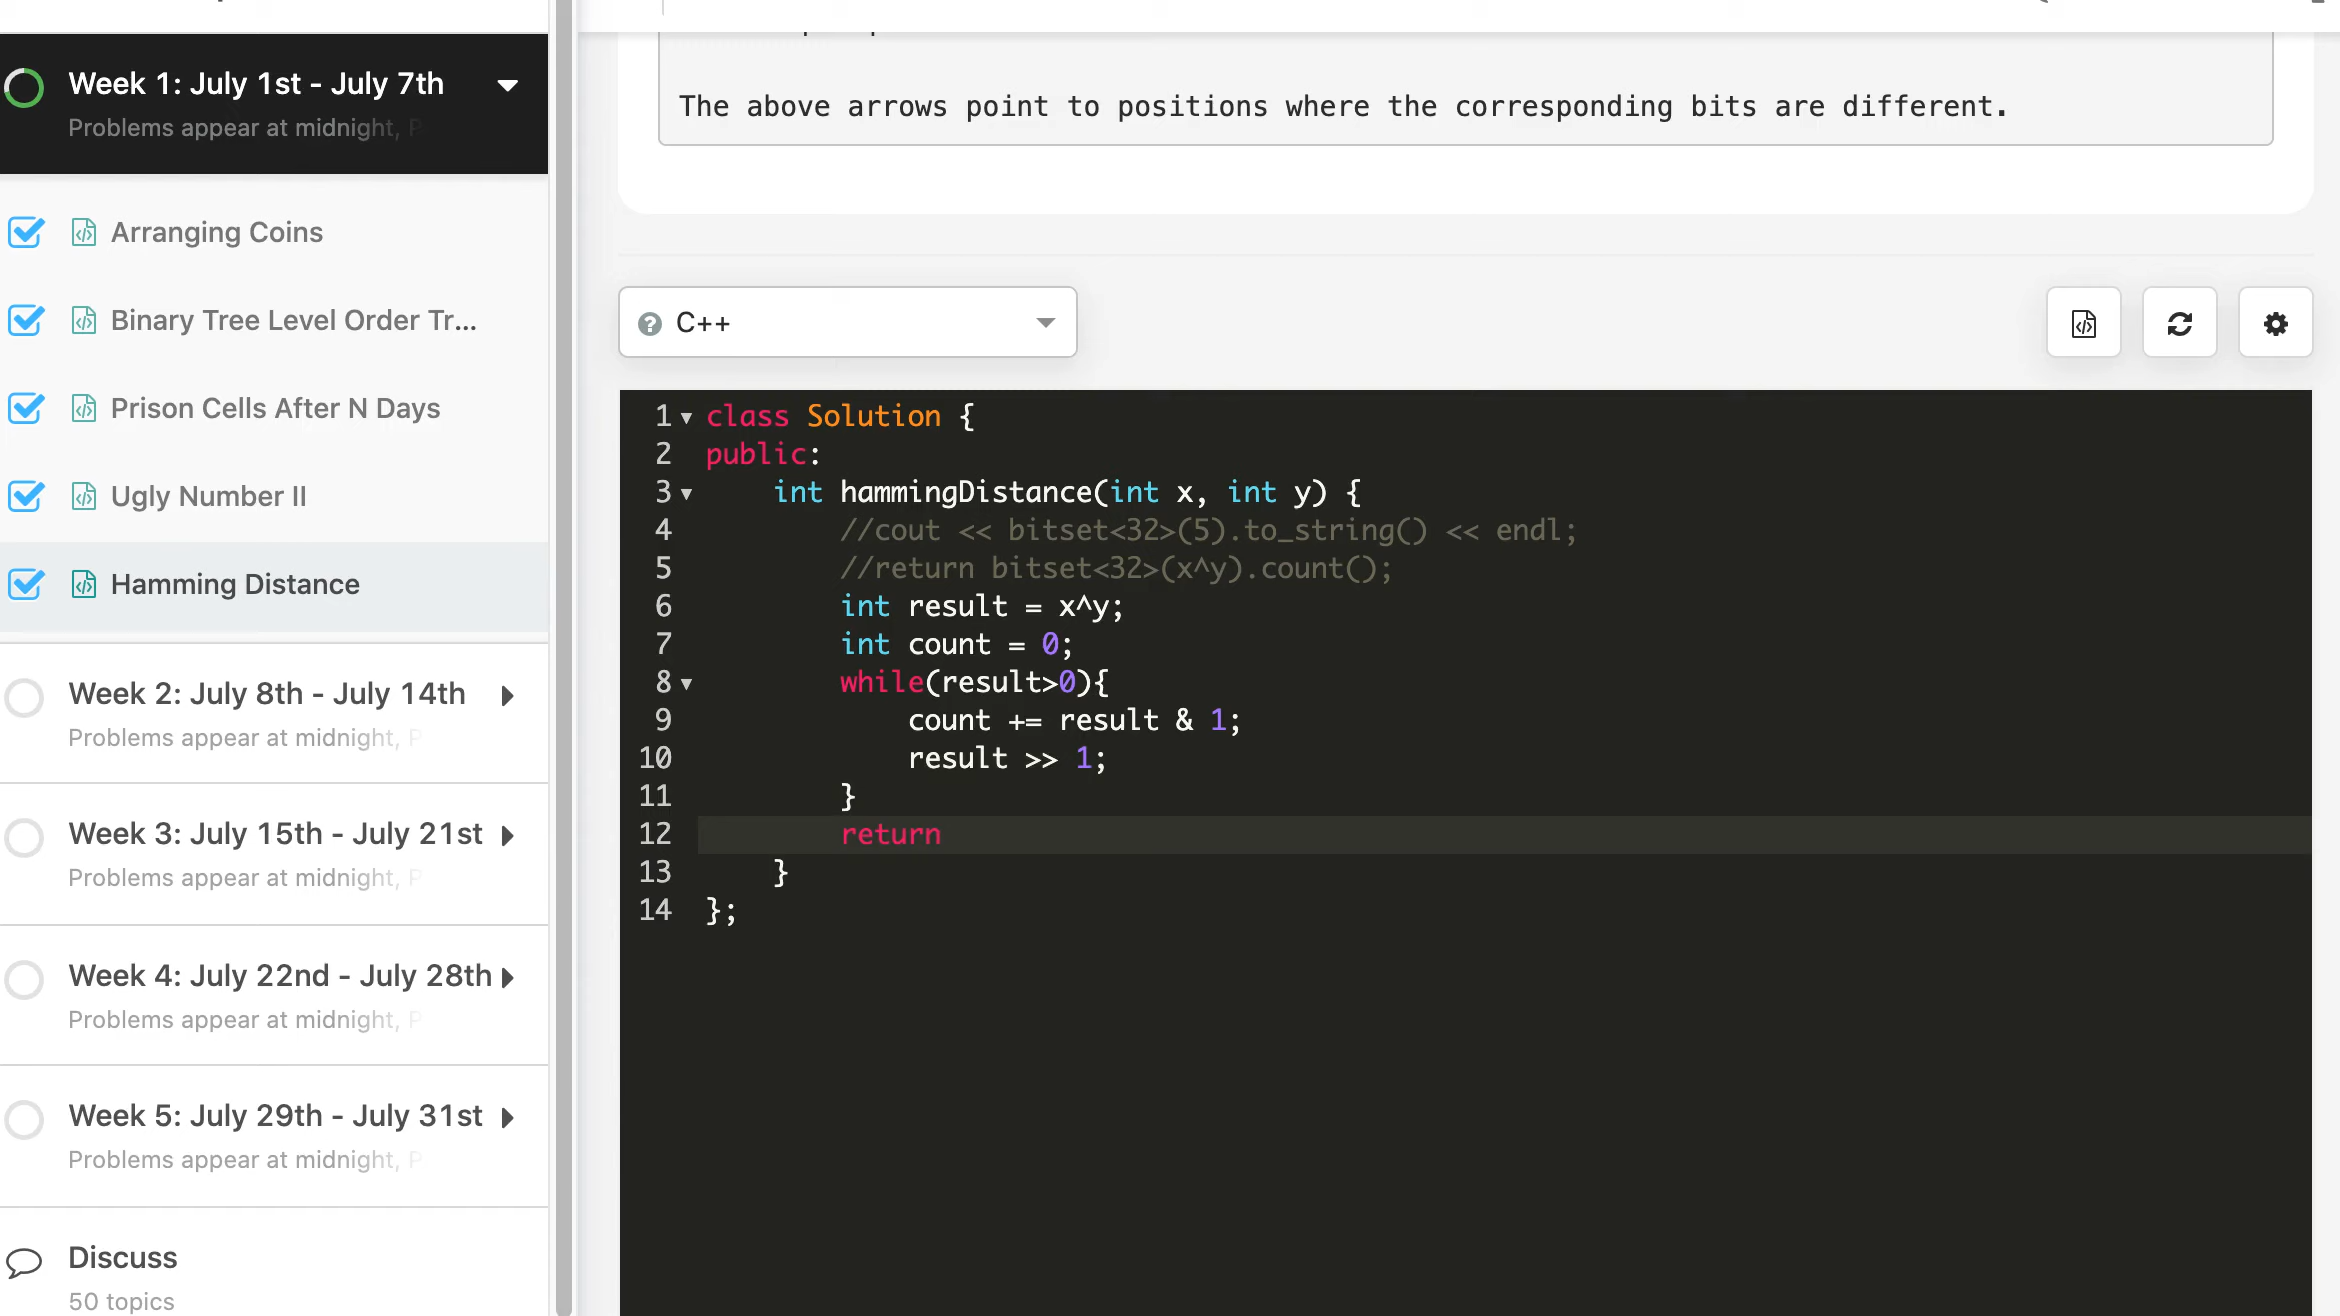 Week 1: July 1st - July 7th
Problems appear at midnight,
Arranging Coins
Binary Tree Level Order Tr...
Prison Cells After N Days
Ugly Number II
Hamming Distance
Week 2: July 8th - July 14th
Problems appear at midnight,
Week 3: July 15th - July 21st
Problems appear at midnight,
Week 4: July 22nd - July 28th
Problems appear at midnight,
Week 5: July 29th - July 31st
Problems appear at midnight,
Discuss
50 topics
The above arrows point to positions where the corresponding bits are different.
C++
1 class Solution {
2 public:
3     int hammingDistance(int x, int y) {
4         //cout << bitset<32>(5).to_string() << endl;
5         //return bitset<32>(x^y).count();
6         int result = x^y;
7         int count = 0;
8         while(result>0){
9             count += result & 1;
10             result >> 1;
11         }
12         return
13     }
14 };